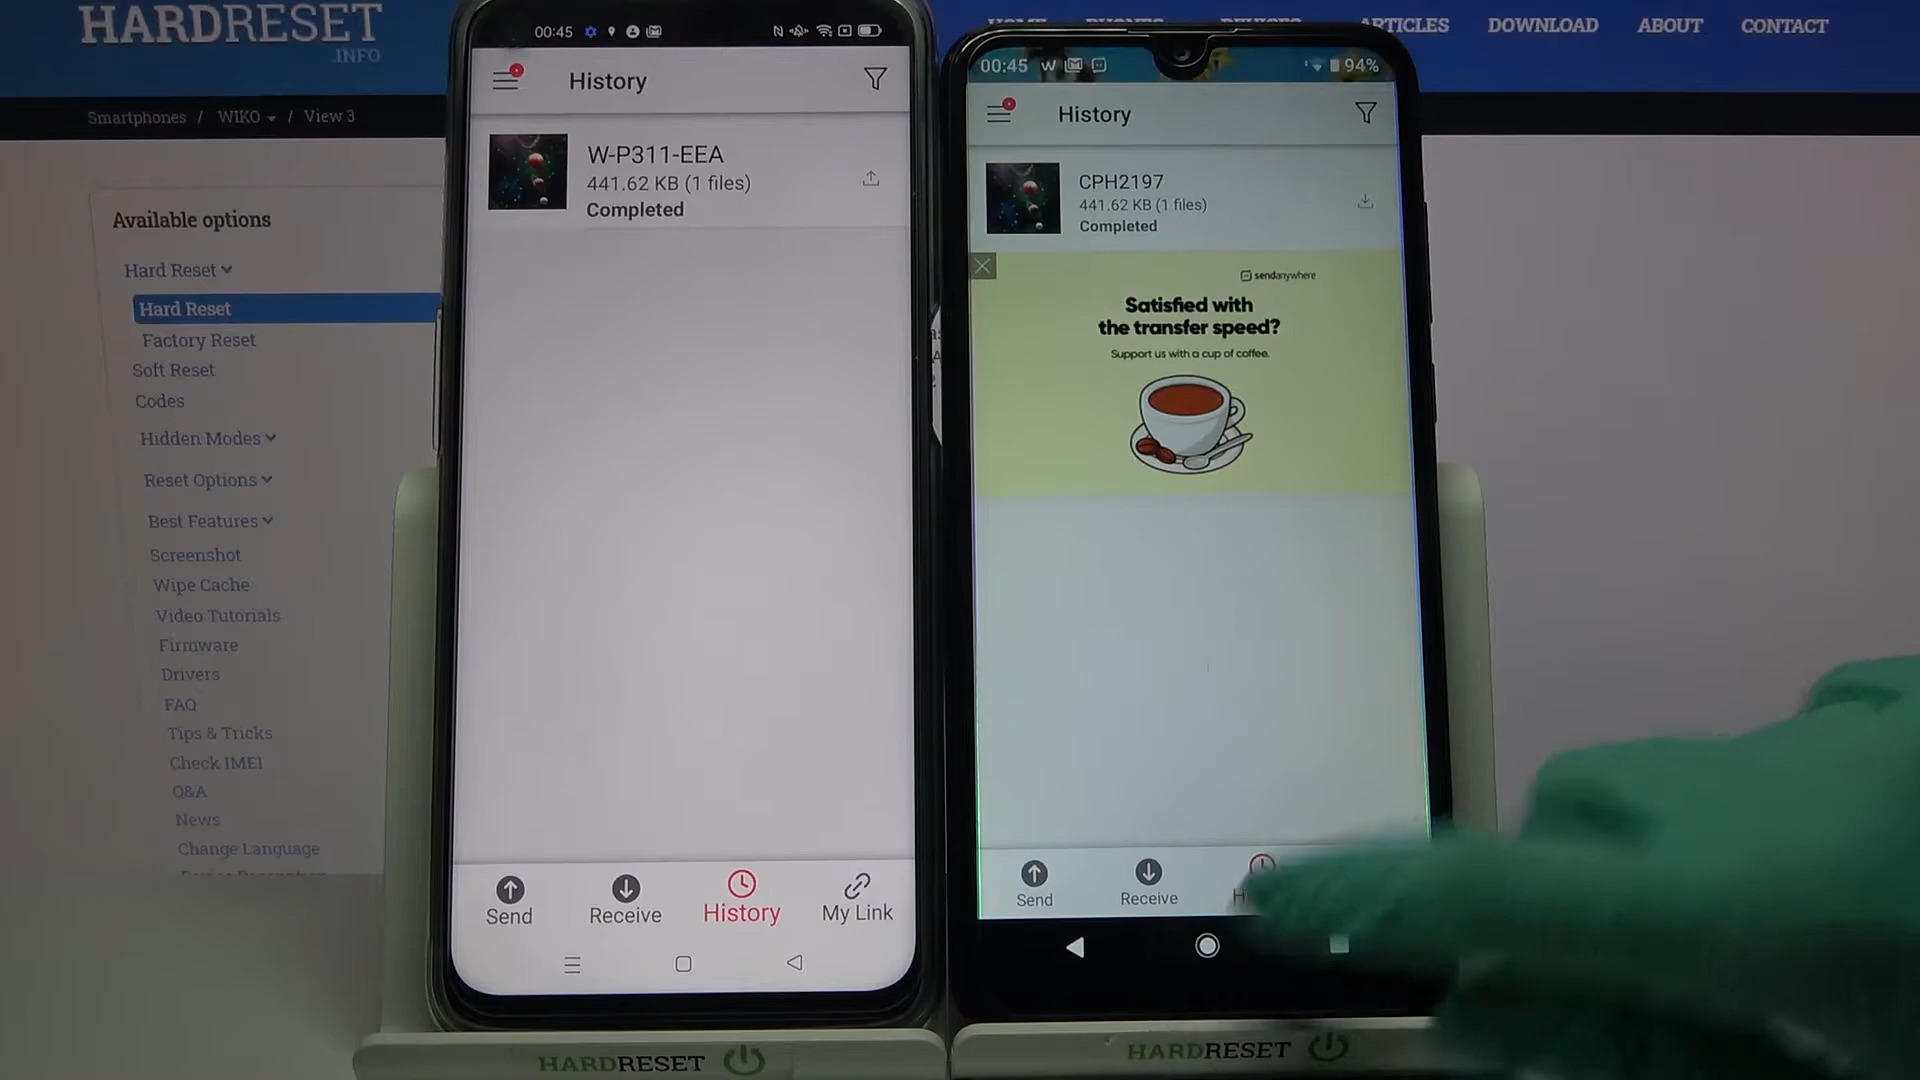 HARDRESET
.INFO
HOME PHONES DEVICES ARTICLES DOWNLOAD ABOUT CONTACT
Smartphones / WIKO / View 3
Available options
Hard Reset
Hard Reset
Factory Reset
Soft Reset
Codes
Hidden Modes
Reset Options
Best Features
Screenshot
Wipe Cache
Video Tutorials
Firmware
Drivers
FAQ
Tips & Tricks
Check IMEI
Q&A
News
Change Language
00:45
History
W-P311-EEA
441.62 KB (1 files)
Completed
Send
Receive
History
My Link
00:45 94%
History
CPH2197
441.62 KB (1 files)
Completed
sendanywhere
Satisfied with
the transfer speed?
Support us with a cup of coffee.
Send
Receive
HARDRESET
HARDRESET